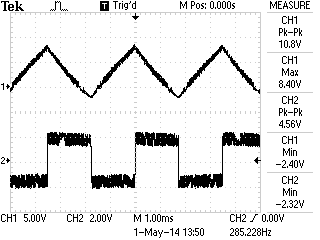 Tek T Trig'd M Pos: 0.000s MEASURE
CH1
Pk-Pk
10.8V
CH1
Max
8.40V
CH2
Pk-Pk
4.56V
CH1
Min
-2.40V
CH2
Min
-2.32V
1
2
CH1 5.00V CH2 2.00V M 1.00ms CH2 / 0.00V
1-May-14 13:50 285.228Hz